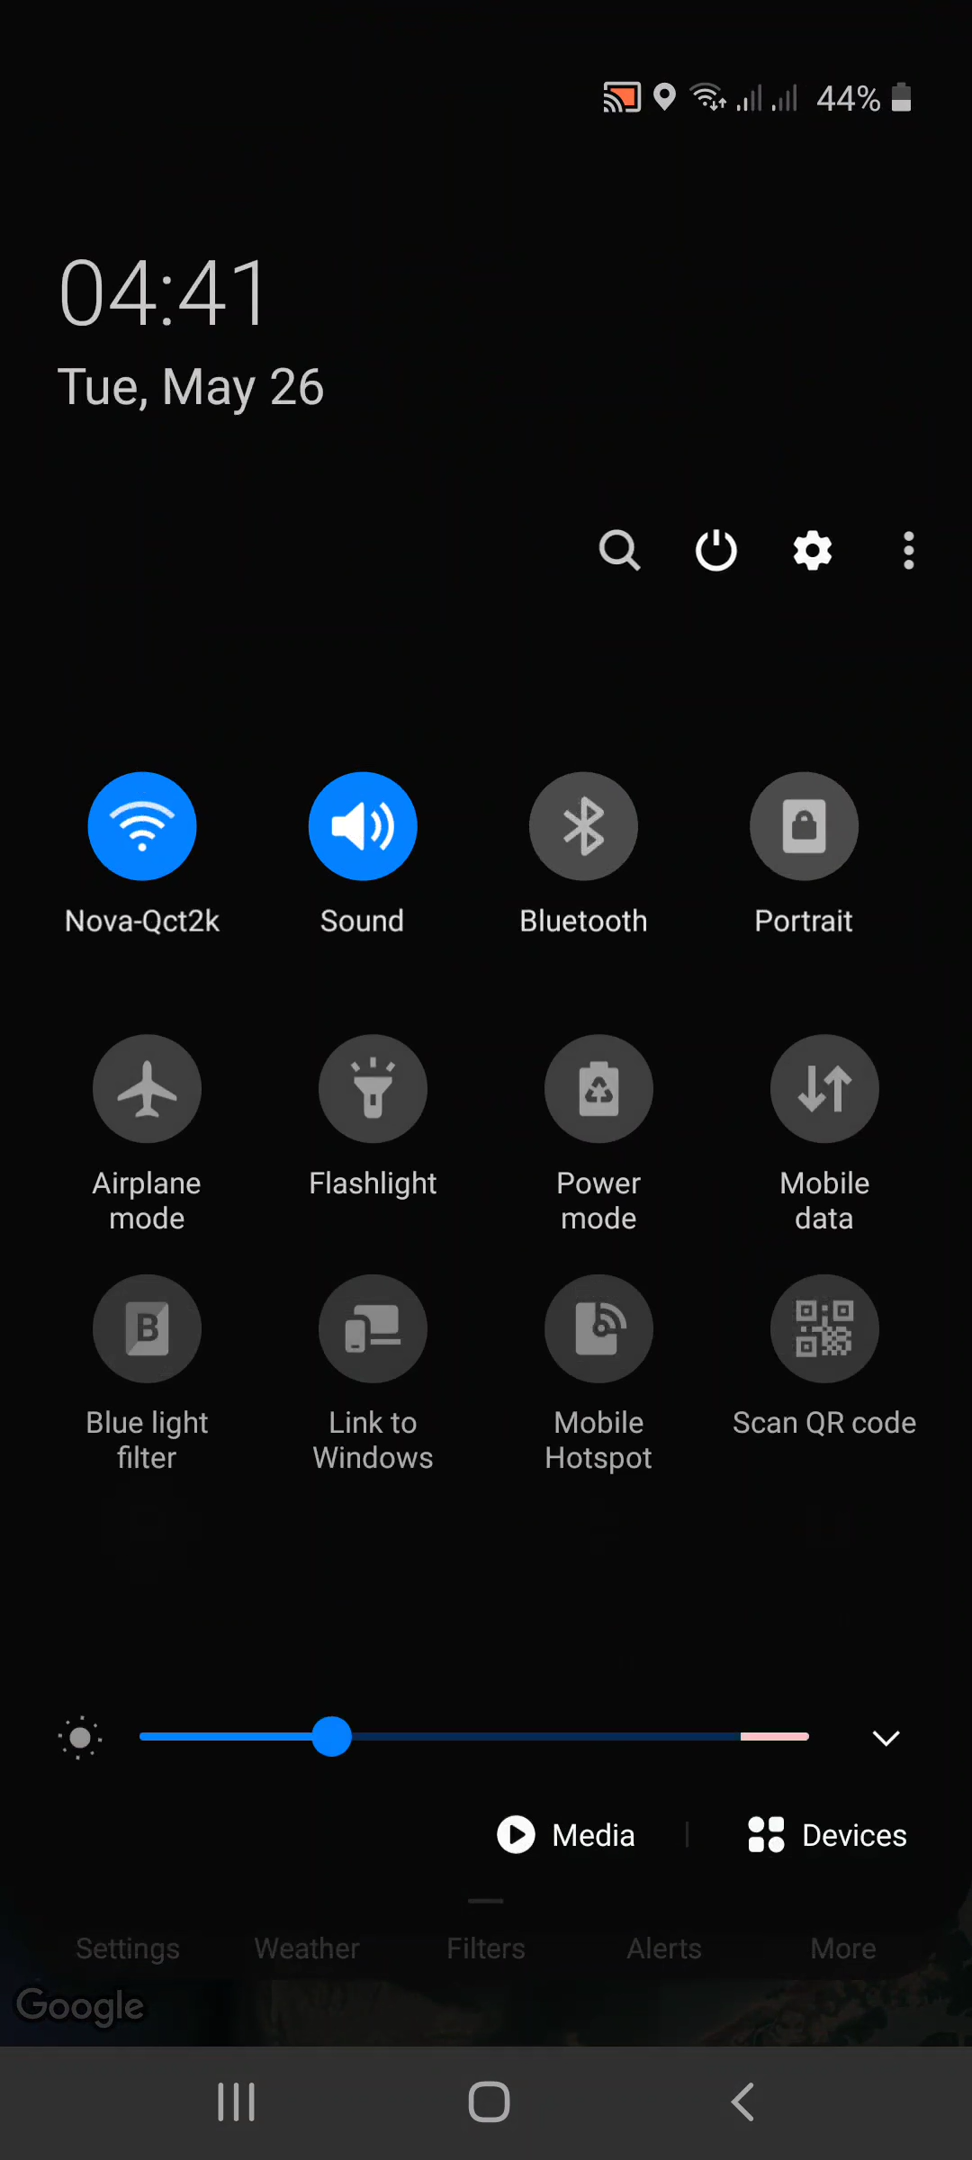 44%
04:41
Tue, May 26
Nova-Qct2k
Sound
Bluetooth
Portrait
Airplane
mode
Flashlight
Power
mode
Mobile
data
Blue light
filter
Link to
Windows
Mobile
Hotspot
Scan QR code
Media
Devices
Settings
Weather
Filters
Alerts
More
Google